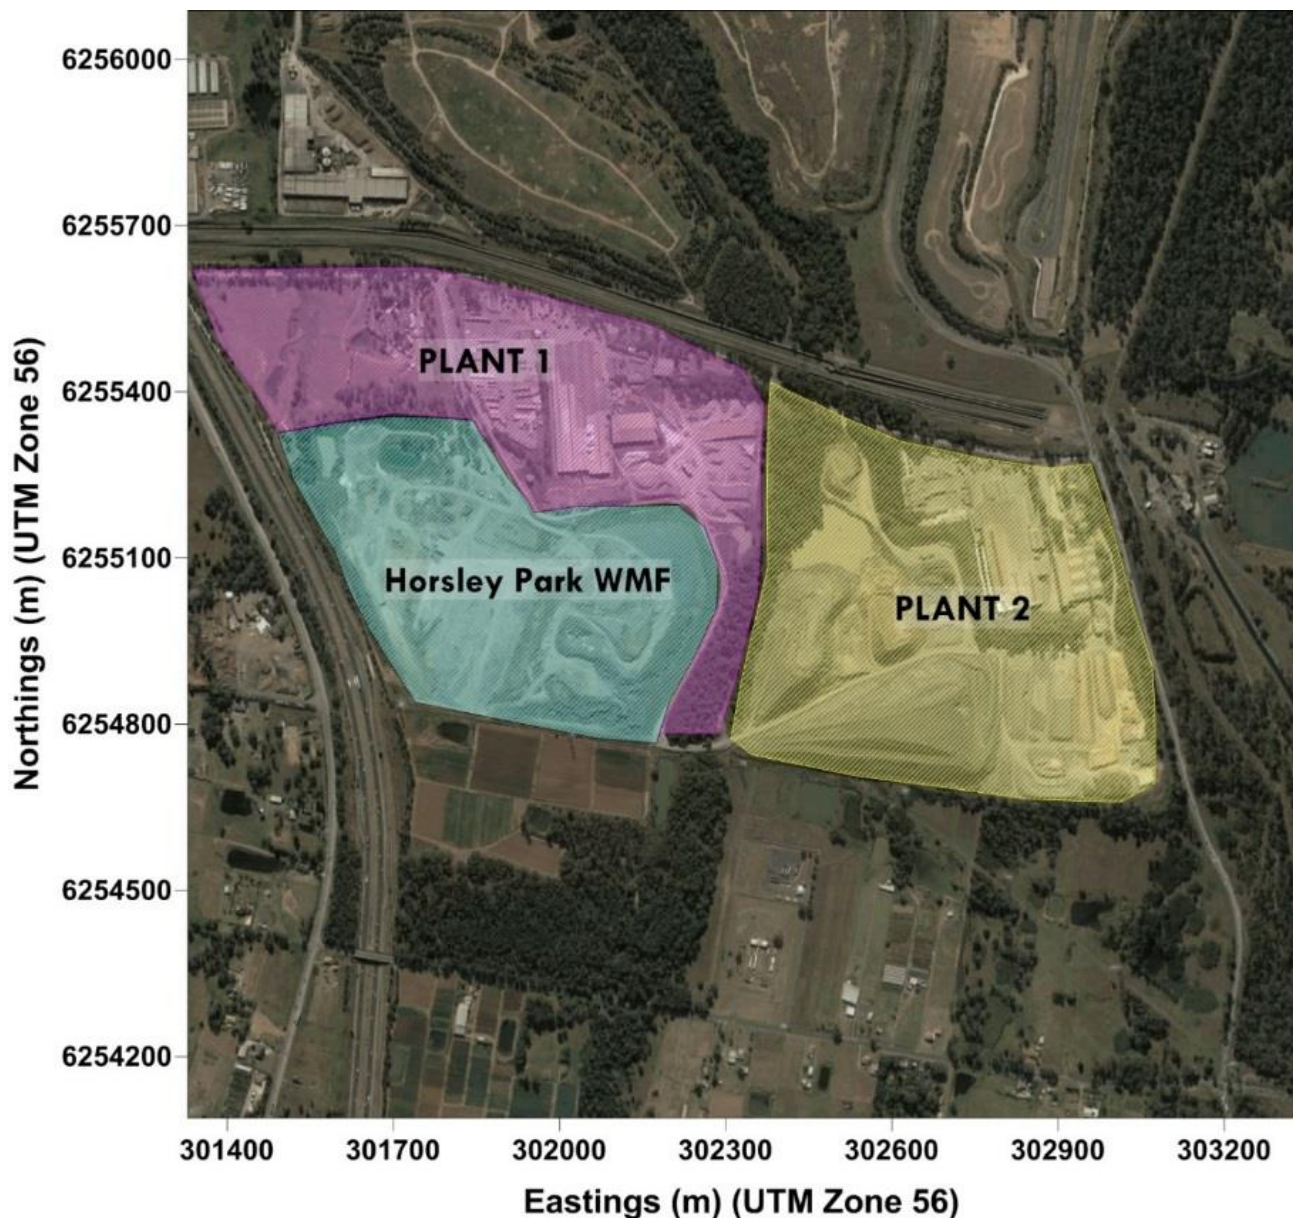 6256000
6255700
6255400
6255100
6254800
6254500
6254200
Northings (m) (UTM Zone 56)
PLANT 1
Horsley Park WMF
PLANT 2
301400 301700 302000 302300 302600 302900 303200
Eastings (m) (UTM Zone 56)